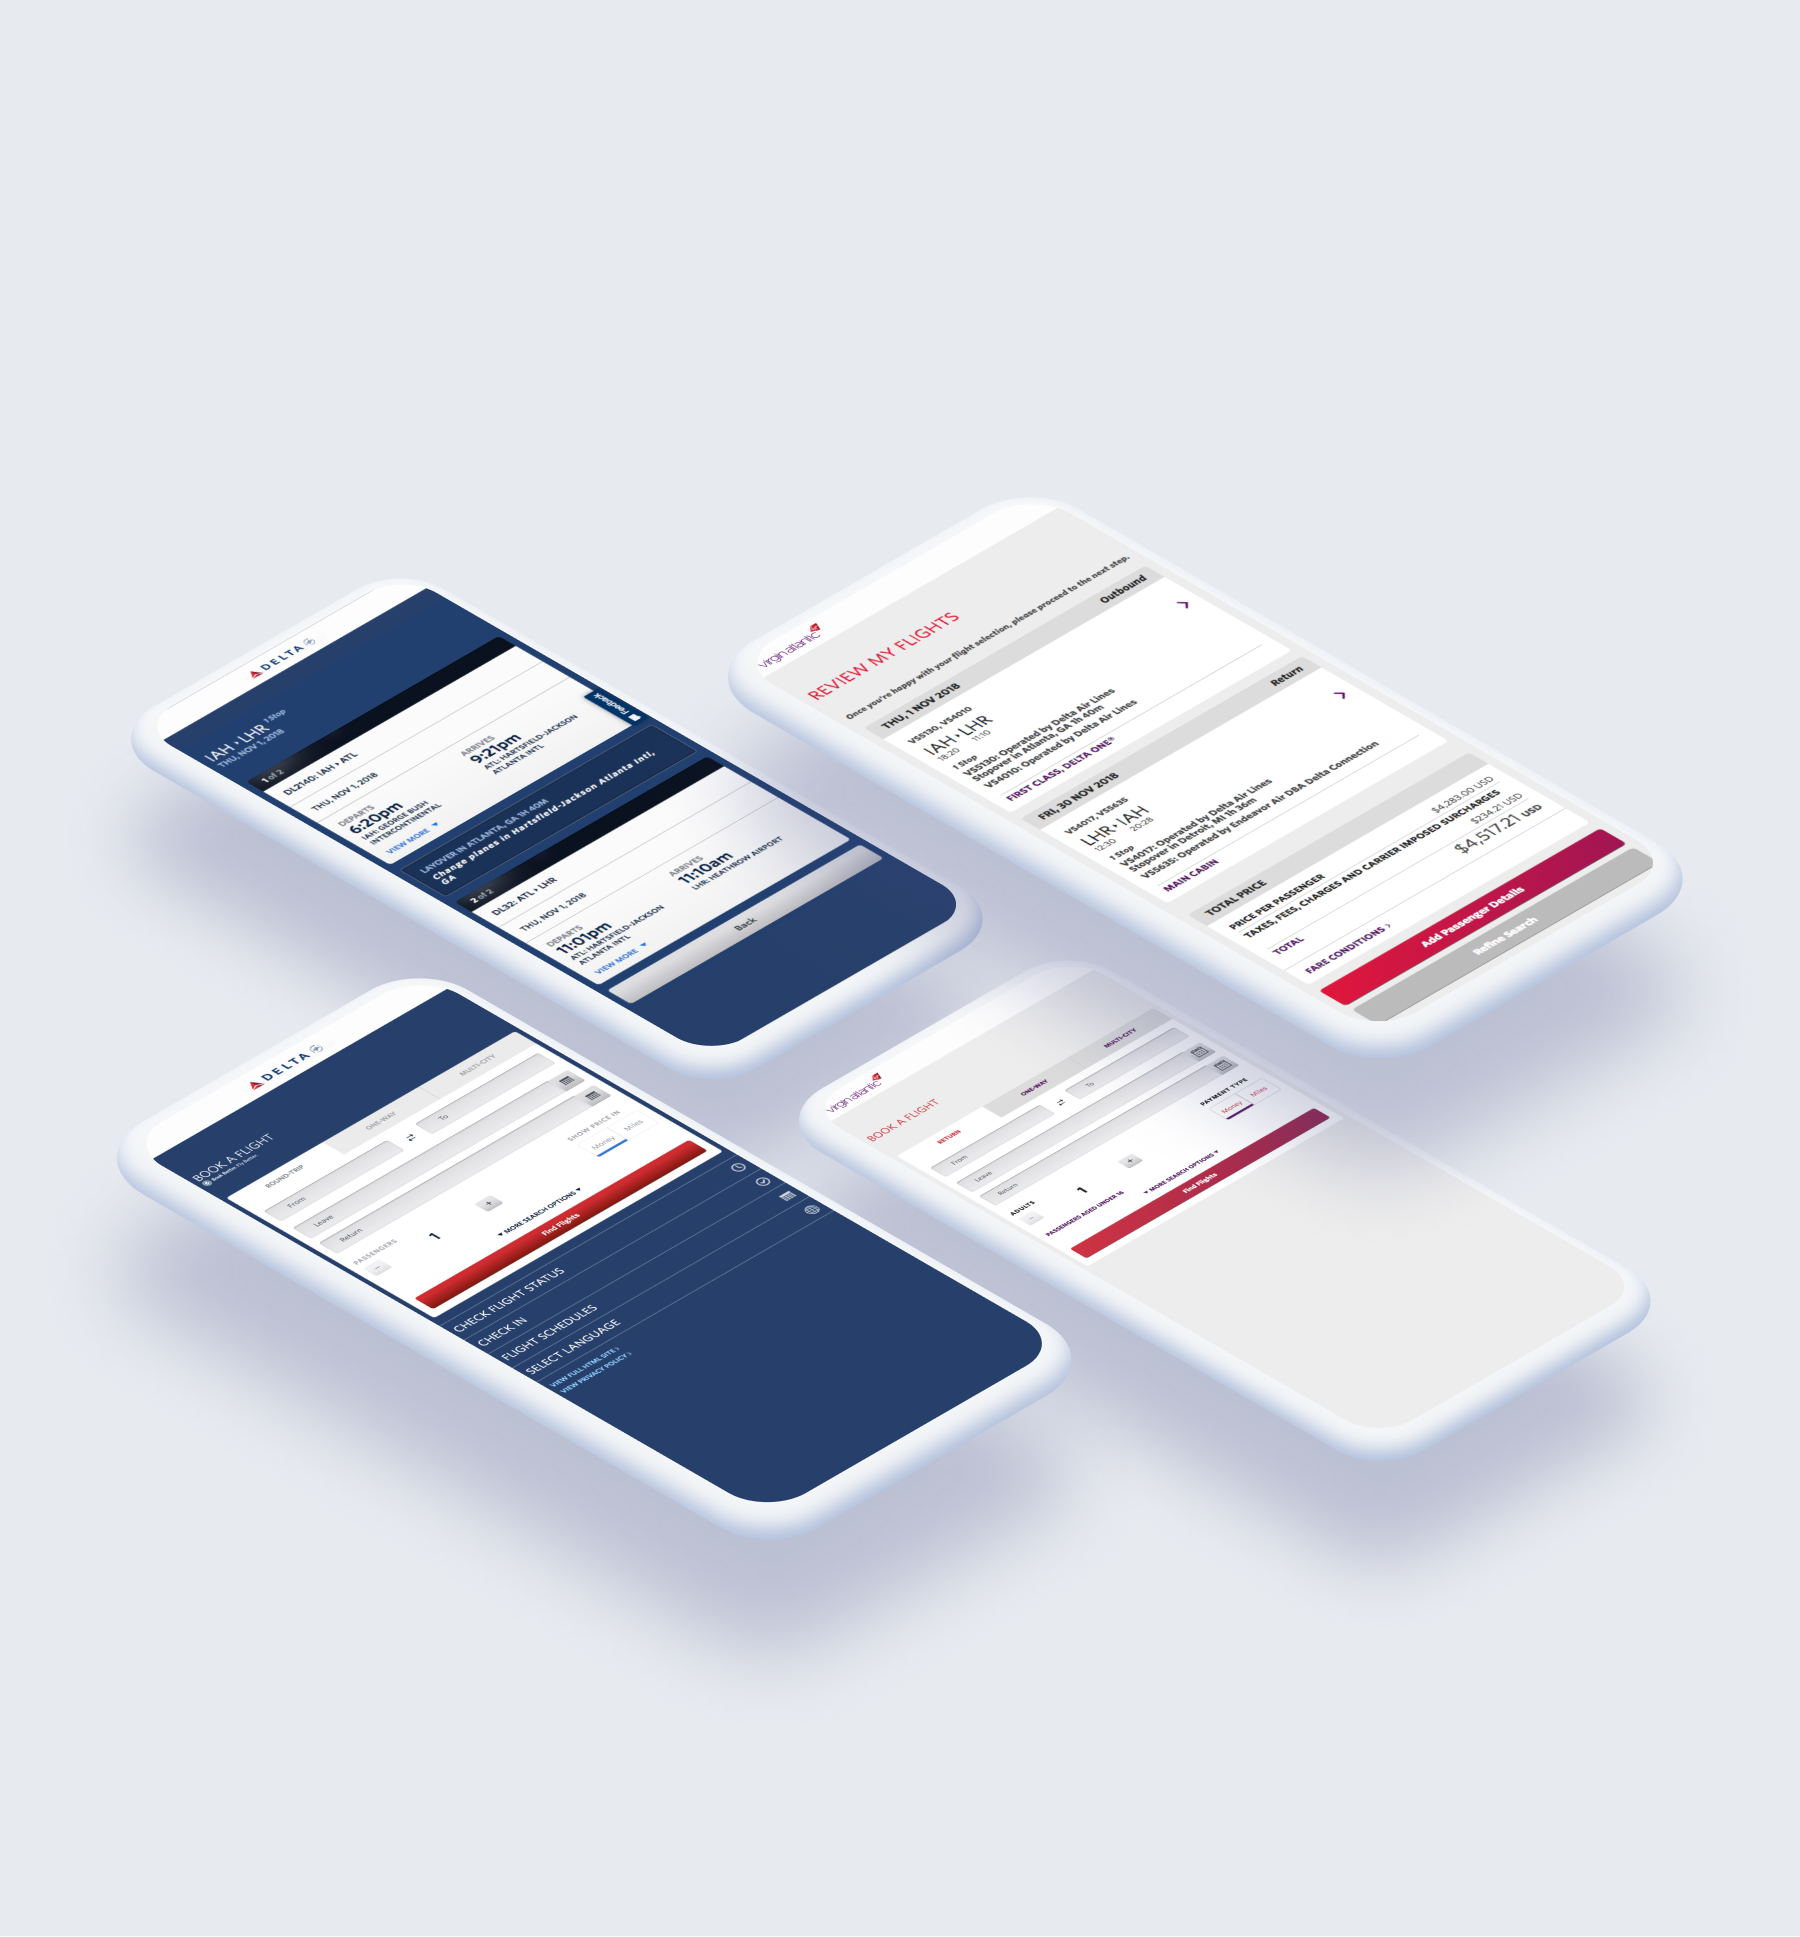 DELTA
IAH ▸ LHR 1 Stop
THU, NOV 1, 2018
1 of 2
DL2140: IAH ▸ ATL
THU, NOV 1, 2018
DEPARTS
6:20pm
IAH: GEORGE BUSH
INTERCONTINENTAL
ARRIVES
9:21pm
ATL: HARTSFIELD-JACKSON
ATLANTA INTL
VIEW MORE ▼
Feedback
LAYOVER IN ATLANTA, GA 1H 40M
Change planes in Hartsfield-Jackson Atlanta Intl,
GA
2 of 2
DL32: ATL ▸ LHR
THU, NOV 1, 2018
DEPARTS
11:01pm
ATL: HARTSFIELD-JACKSON
ATLANTA INTL
ARRIVES
11:10am
LHR: HEATHROW AIRPORT
VIEW MORE ▼
Back
virgin atlantic
REVIEW MY FLIGHTS
Once you're happy with your flight selection, please proceed to the next step.
THU, 1 NOV 2018 Outbound
VS5130, VS4010
IAH ▸ LHR
18:20 11:10
1 Stop
VS5130: Operated by Delta Air Lines
Stopover in Atlanta, GA 1h 40m
VS4010: Operated by Delta Air Lines
FIRST CLASS, DELTA ONE®
FRI, 30 NOV 2018 Return
VS4017, VS5635
LHR ▸ IAH
12:30 20:28
1 Stop
VS4017: Operated by Delta Air Lines
Stopover in Detroit, MI 1h 36m
VS5635: Operated by Endeavor Air DBA Delta Connection
MAIN CABIN
TOTAL PRICE
PRICE PER PASSENGER $4,283.00 USD
TAXES, FEES, CHARGES AND CARRIER IMPOSED SURCHARGES
$234.21 USD
TOTAL $4,517.21 USD
FARE CONDITIONS >
Add Passenger Details
Refine Search
DELTA
BOOK A FLIGHT
Book Better. Fly Better.
ROUND-TRIP ONE-WAY MULTI-CITY
From To
Leave
Return
PASSENGERS SHOW PRICE IN
− 1 + Money Miles
▼ MORE SEARCH OPTIONS ▼
Find Flights
CHECK FLIGHT STATUS
CHECK IN
FLIGHT SCHEDULES
SELECT LANGUAGE
VIEW FULL HTML SITE >
VIEW PRIVACY POLICY >
virgin atlantic
BOOK A FLIGHT
RETURN ONE-WAY MULTI-CITY
From To
Leave
Return
ADULTS PAYMENT TYPE
− 1 + Money Miles
PASSENGERS AGED UNDER 16
▼ MORE SEARCH OPTIONS ▼
Find Flights